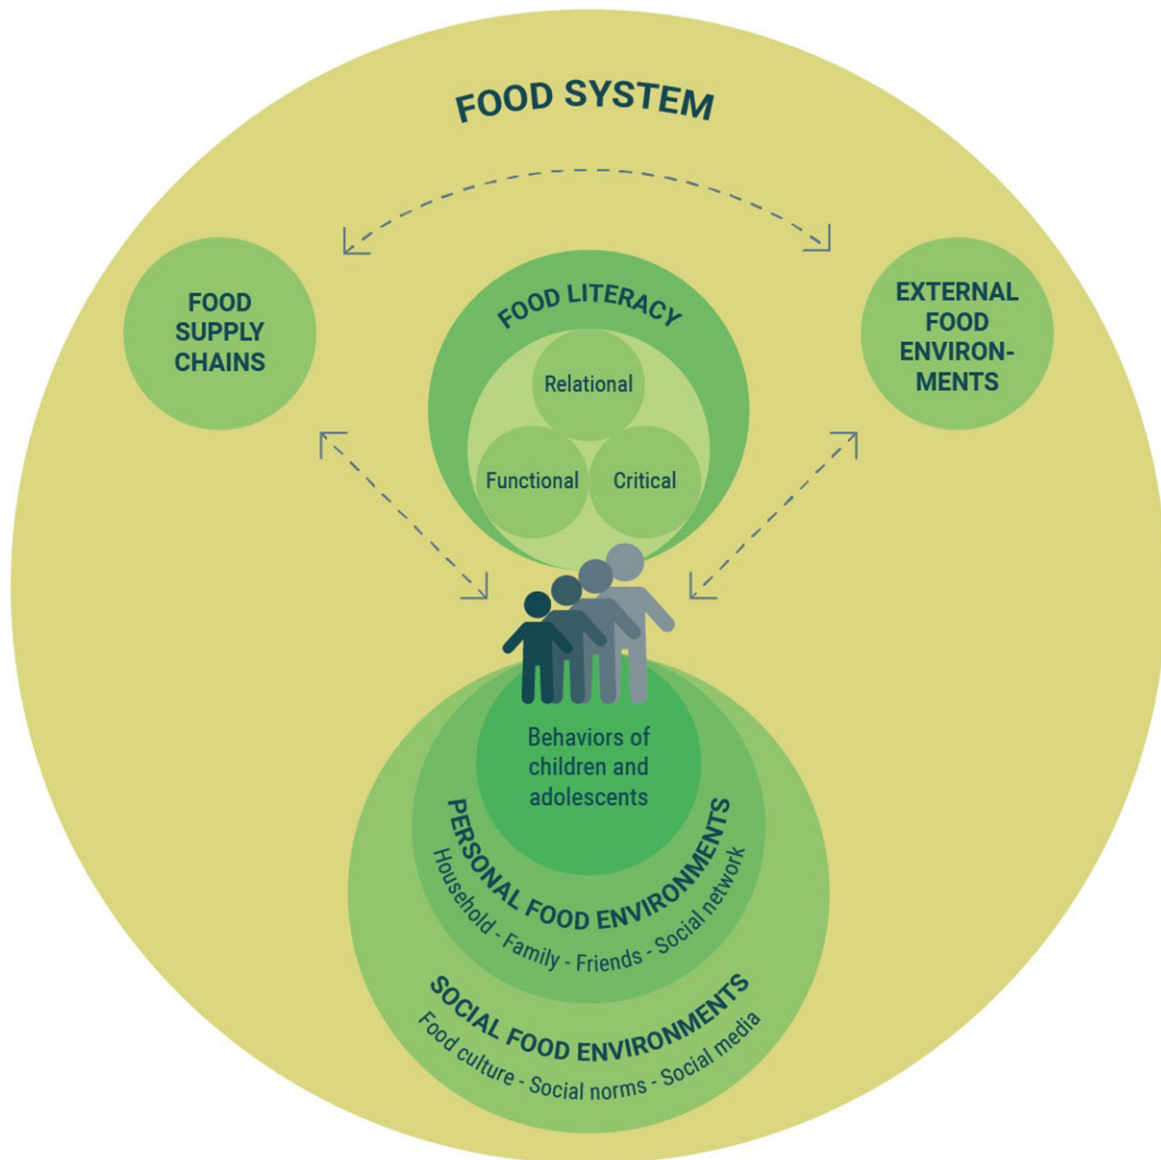 FOOD SYSTEM
FOOD
SUPPLY
CHAINS
EXTERNAL
FOOD
ENVIRON-
MENTS
FOOD LITERACY
Relational
Functional
Critical
Behaviors of
children and
adolescents
PERSONAL FOOD ENVIRONMENTS
Household - Family - Friends - Social network
SOCIAL FOOD ENVIRONMENTS
Food culture - Social norms - Social media